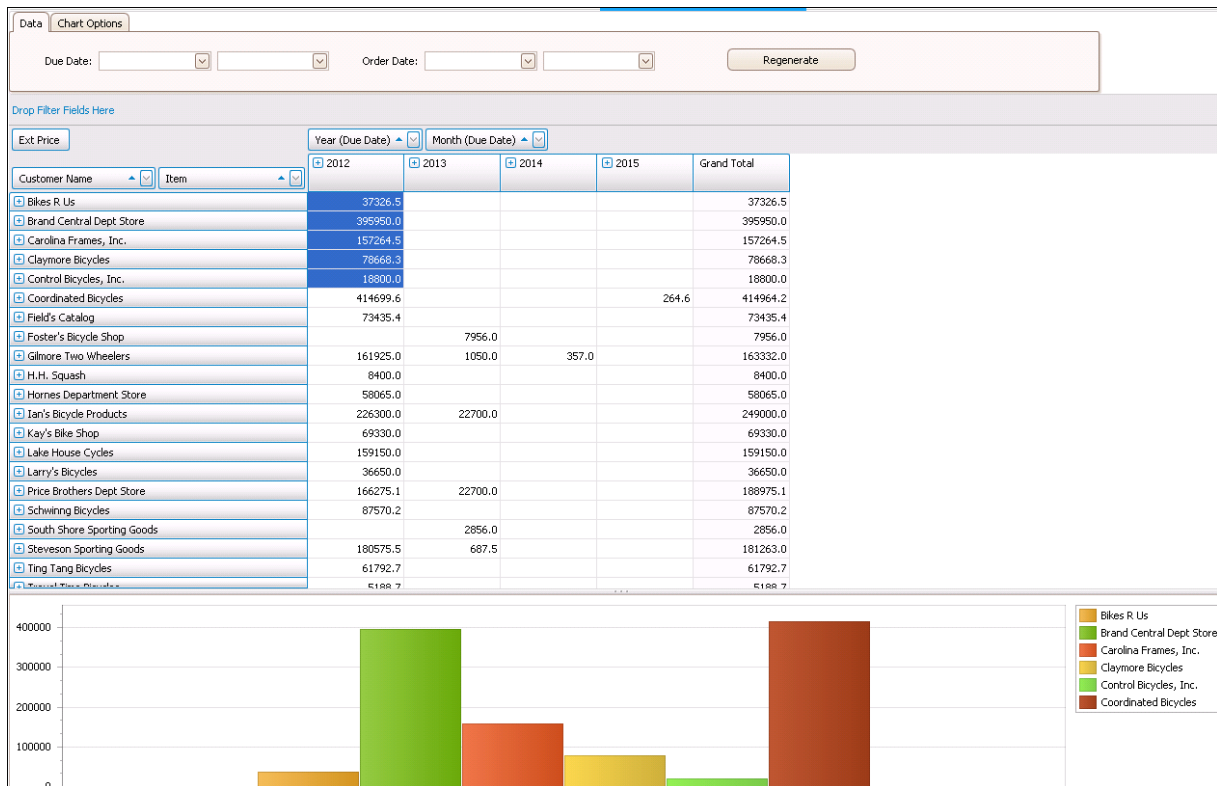 Data Chart Options
Due Date: Order Date: Regenerate
Drop Filter Fields Here
Ext Price Year (Due Date) Month (Due Date)
Customer Name Item 2012 2013 2014 2015 Grand Total
Bikes R Us 37326.5 37326.5
Brand Central Dept Store 395950.0 395950.0
Carolina Frames, Inc. 157264.5 157264.5
Claymore Bicycles 78668.3 78668.3
Control Bicycles, Inc. 18800.0 18800.0
Coordinated Bicycles 414699.6 264.6 414964.2
Field's Catalog 73435.4 73435.4
Foster's Bicycle Shop 7956.0 7956.0
Gilmore Two Wheelers 161925.0 1050.0 357.0 163332.0
H.H. Squash 8400.0 8400.0
Hornes Department Store 58065.0 58065.0
Ian's Bicycle Products 226300.0 22700.0 249000.0
Kay's Bike Shop 69330.0 69330.0
Lake House Cycles 159150.0 159150.0
Larry's Bicycles 36650.0 36650.0
Price Brothers Dept Store 166275.1 22700.0 188975.1
Schwinng Bicycles 87570.2 87570.2
South Shore Sporting Goods 2856.0 2856.0
Steveson Sporting Goods 180575.5 687.5 181263.0
Ting Tang Bicycles 61792.7 61792.7
Travel Time Bicycles 5188.7 5188.7
400000
300000
200000
100000
0
Bikes R Us
Brand Central Dept Store
Carolina Frames, Inc.
Claymore Bicycles
Control Bicycles, Inc.
Coordinated Bicycles